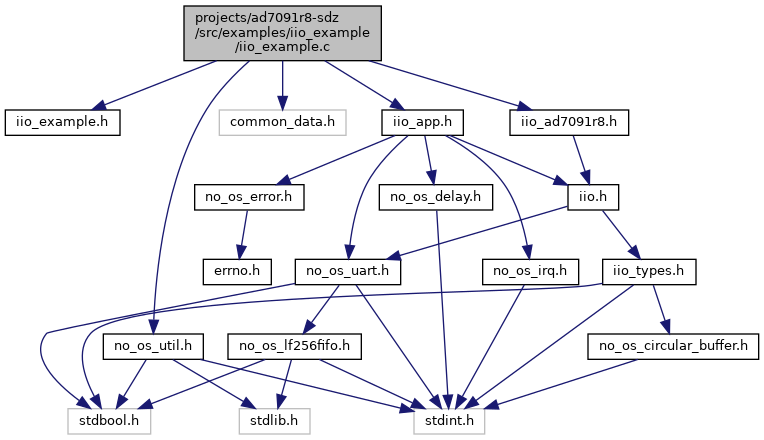 projects/ad7091r8-sdz
/src/examples/iio_example
/iio_example.c
iio_example.h
common_data.h
iio_app.h
iio_ad7091r8.h
no_os_error.h
no_os_delay.h
iio.h
errno.h
no_os_uart.h
no_os_irq.h
iio_types.h
no_os_util.h
no_os_lf256fifo.h
no_os_circular_buffer.h
stdbool.h
stdlib.h
stdint.h